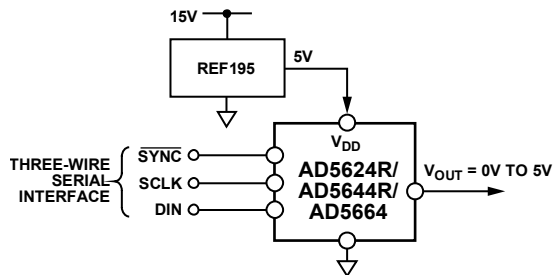 15V
REF195
5V
THREE-WIRE
SERIAL
INTERFACE
SYNC
SCLK
DIN
VDD
AD5624R/
AD5644R/
AD5664
VOUT = 0V TO 5V